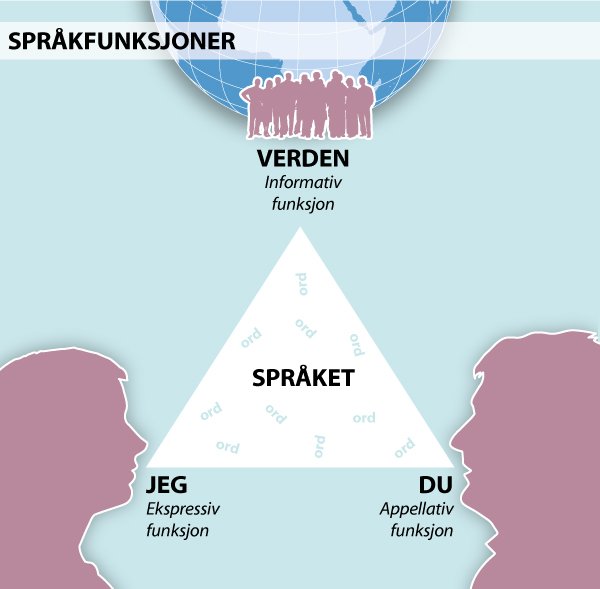 SPRÅKFUNKSJONER
VERDEN
Informativ
funksjon
ord
ord
ord
ord
SPRÅKET
ord
ord
ord
ord
ord
ord
JEG
Ekspressiv
funksjon
DU
Appellativ
funksjon